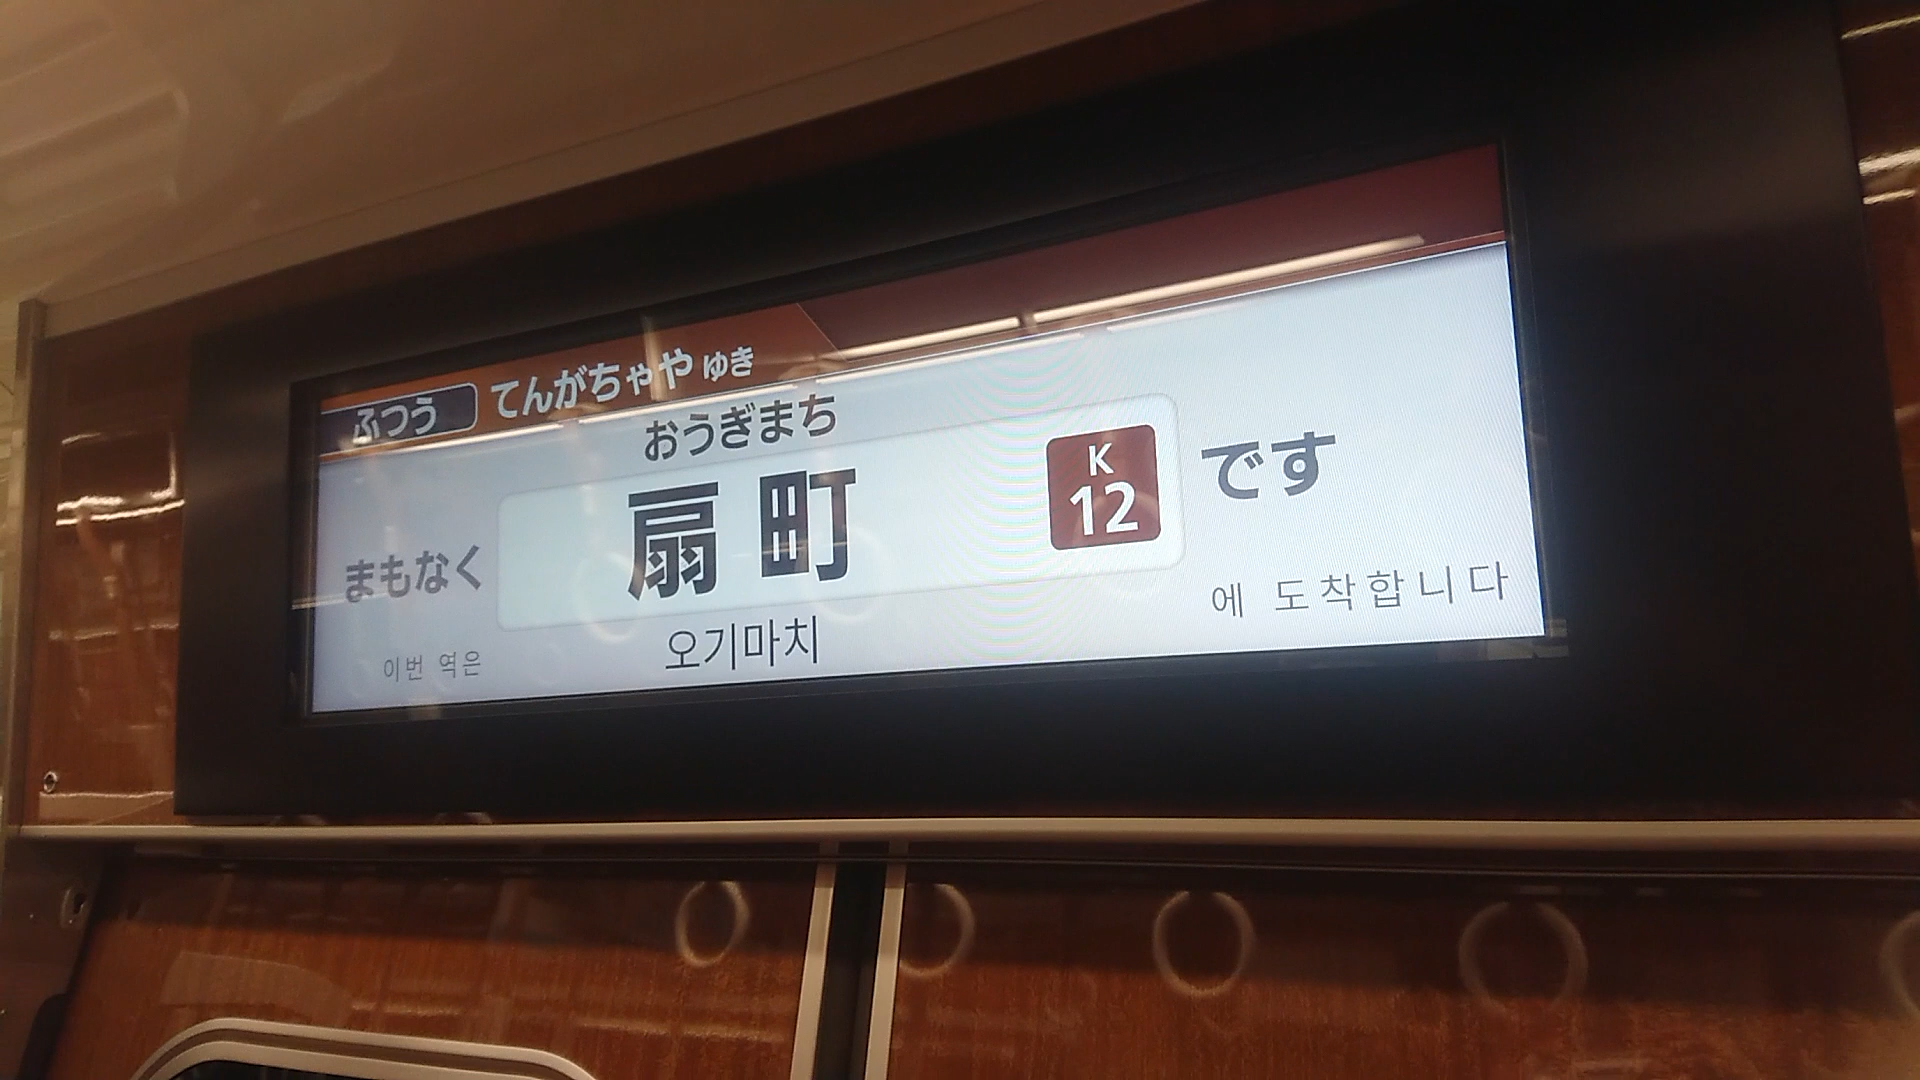 ふつう てんがちゃや ゆき
おうぎまち
まもなく 扇町 K 12 です
이번 역은 오기마치 에 도착합니다